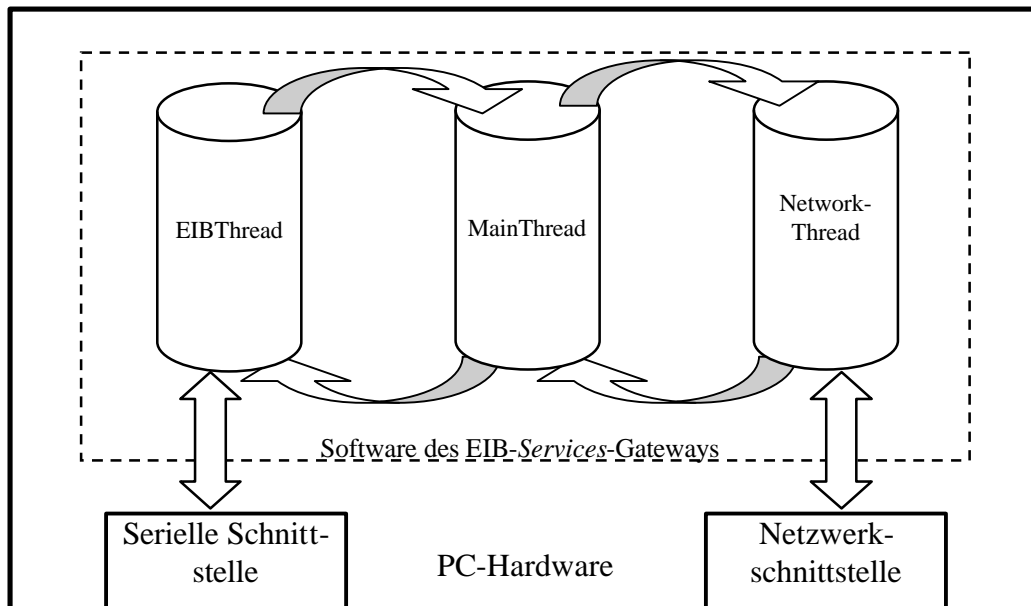 EIBThread
MainThread
Network-
Thread
Software des EIB-Services-Gateways
Serielle Schnitt-
stelle
PC-Hardware
Netzwerk-
schnittstelle